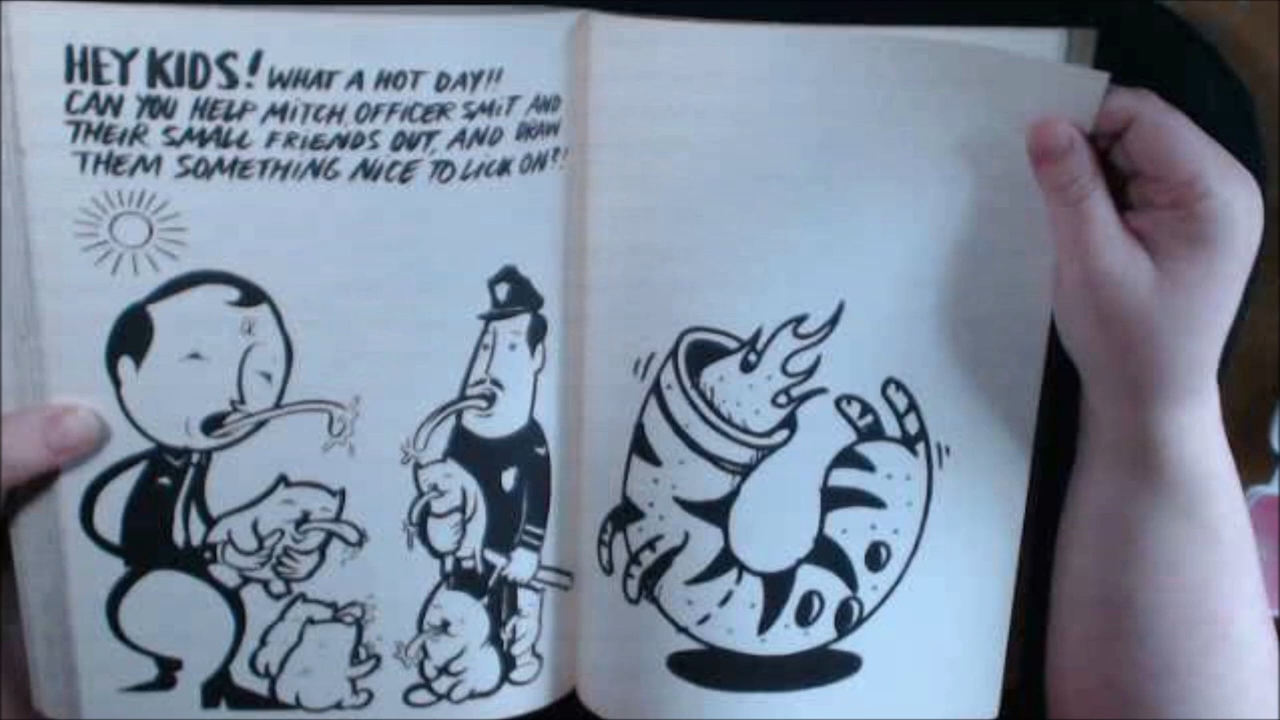 HEY KIDS! WHAT A HOT DAY!!
CAN YOU HELP MITCH, OFFICER SMIT AND
THEIR SMALL FRIENDS OUT, AND DRAW
THEM SOMETHING NICE TO LICK ON?!